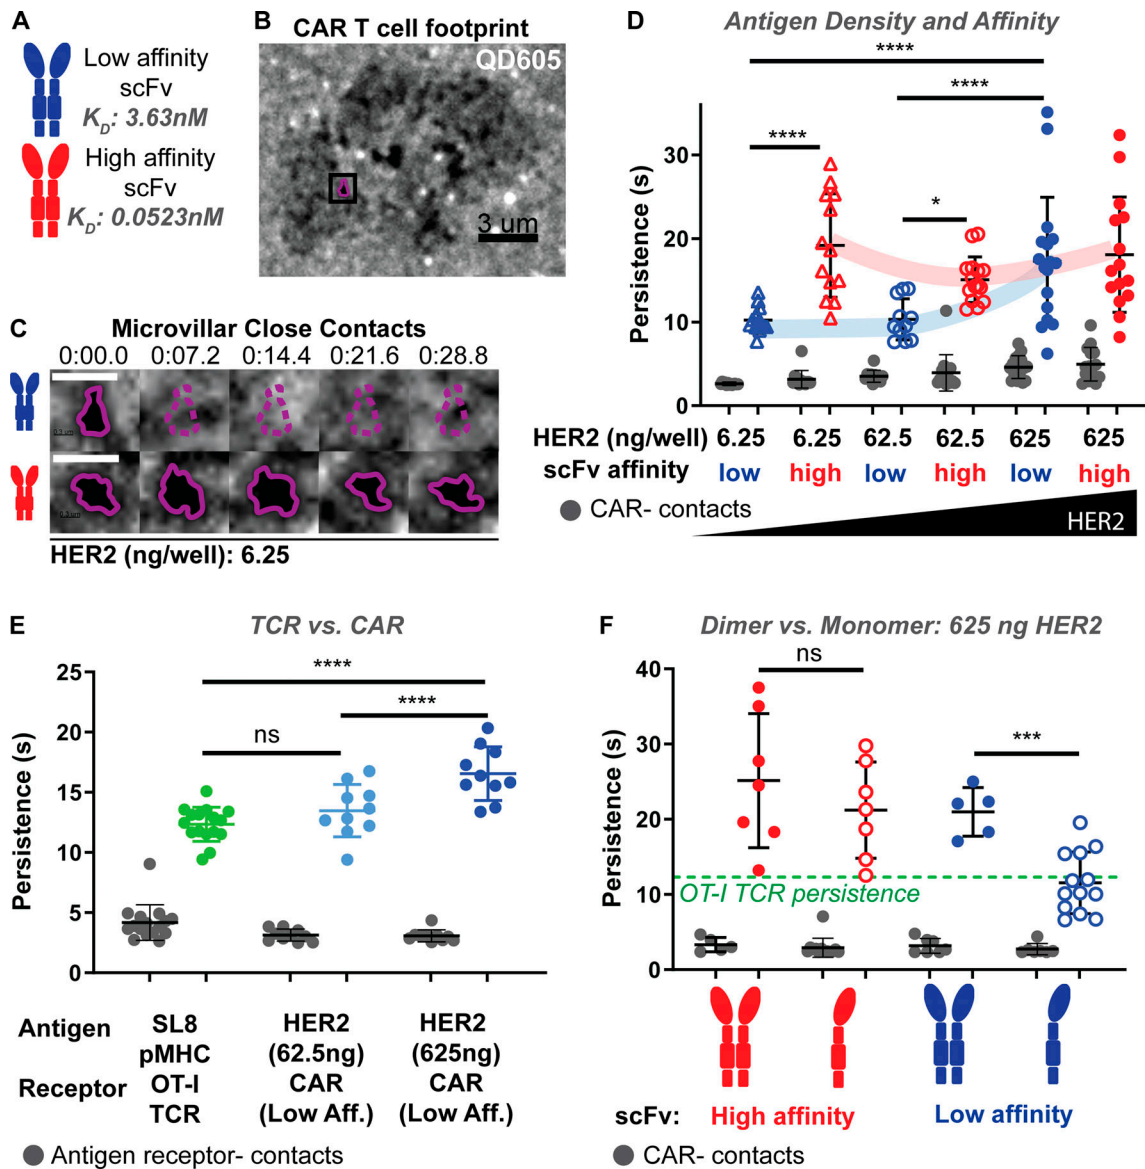 A
Low affinity
scFv
K_D: 3.63nM
High affinity
scFv
K_D: 0.0523nM
B
CAR T cell footprint
QD605
3 um
C
Microvillar Close Contacts
0:00.0 0:07.2 0:14.4 0:21.6 0:28.8
0.3 μm
0.3 μm
HER2 (ng/well): 6.25
D
Antigen Density and Affinity
****
****
****
*
Persistence (s)
30
20
10
0
HER2 (ng/well) 6.25 6.25 62.5 62.5 625 625
scFv affinity low high low high low high
CAR- contacts
HER2
E
TCR vs. CAR
****
****
ns
Persistence (s)
25
20
15
10
5
0
Antigen SL8 HER2 HER2
pMHC (62.5ng) (625ng)
Receptor OT-I CAR CAR
TCR (Low Aff.) (Low Aff.)
Antigen receptor- contacts
F
Dimer vs. Monomer: 625 ng HER2
ns
***
Persistence (s)
40
30
20
10
0
OT-I TCR persistence
scFv: High affinity Low affinity
CAR- contacts